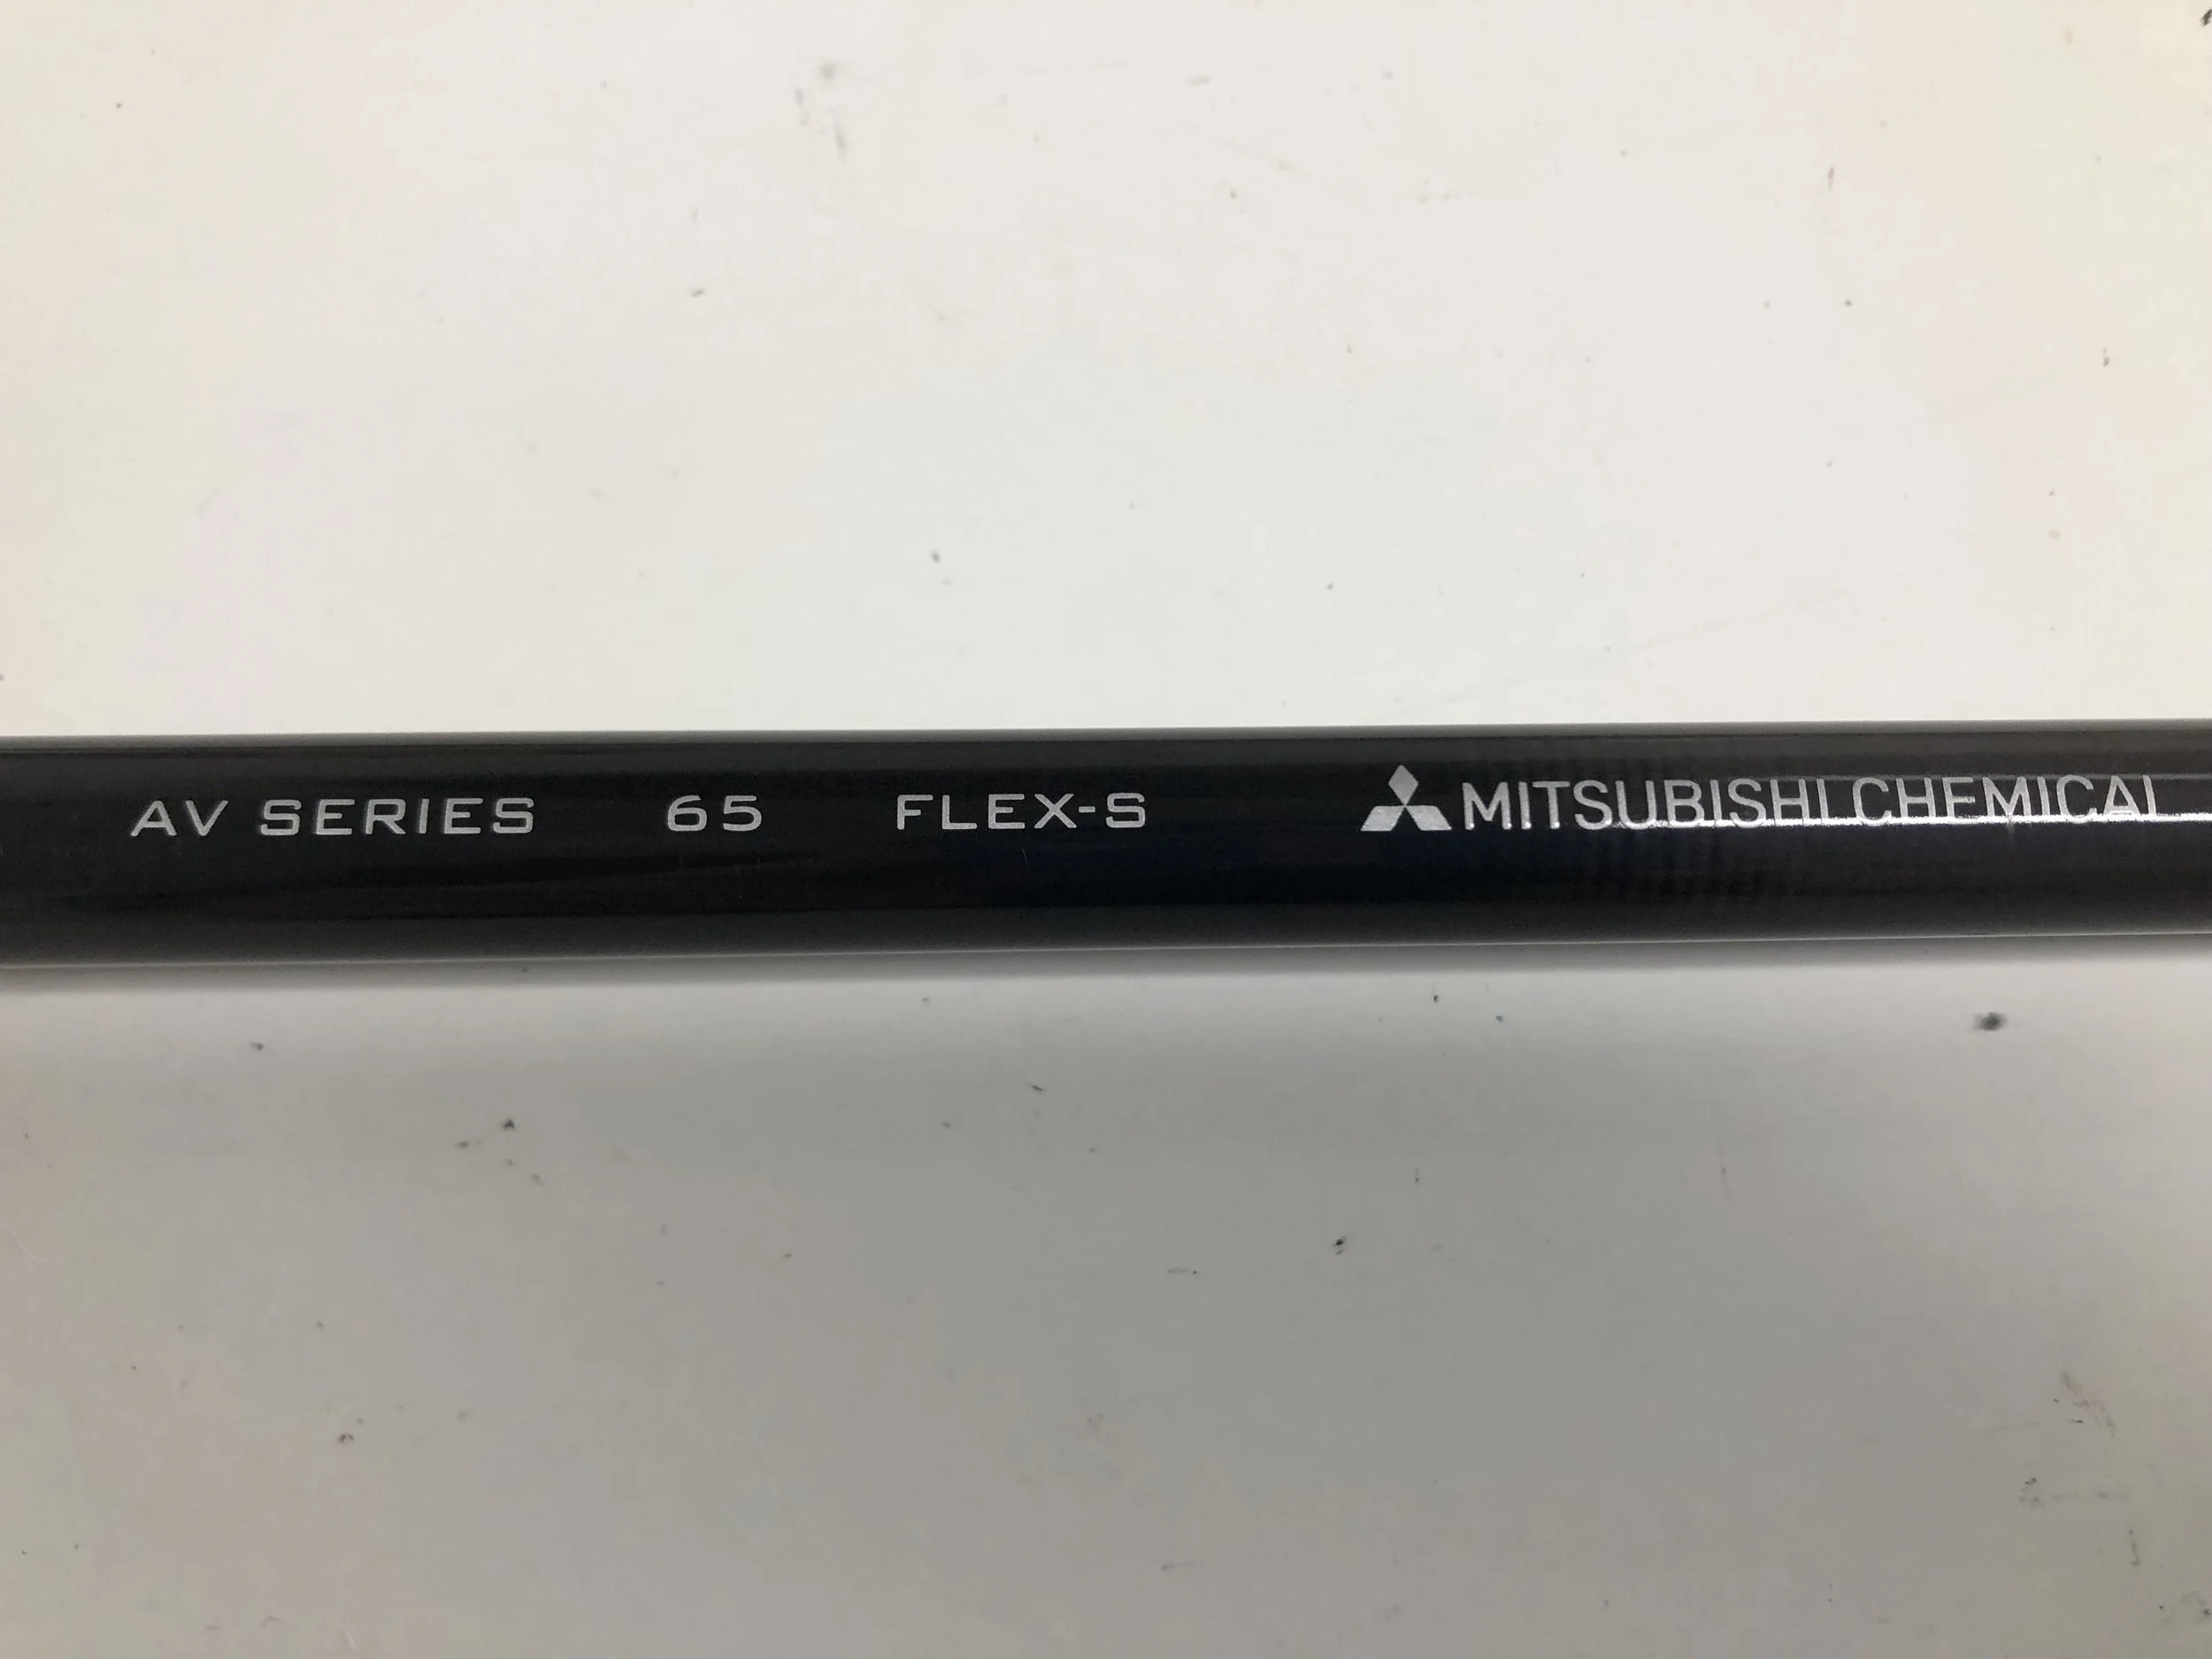 AV SERIES 65 FLEX-S MITSUBISHI CHEMICAL